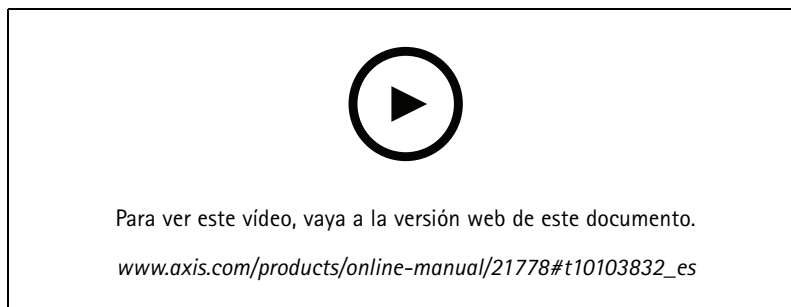 Para ver este vídeo, vaya a la versión web de este documento.
www.axis.com/products/online-manual/21778#t10103832_es